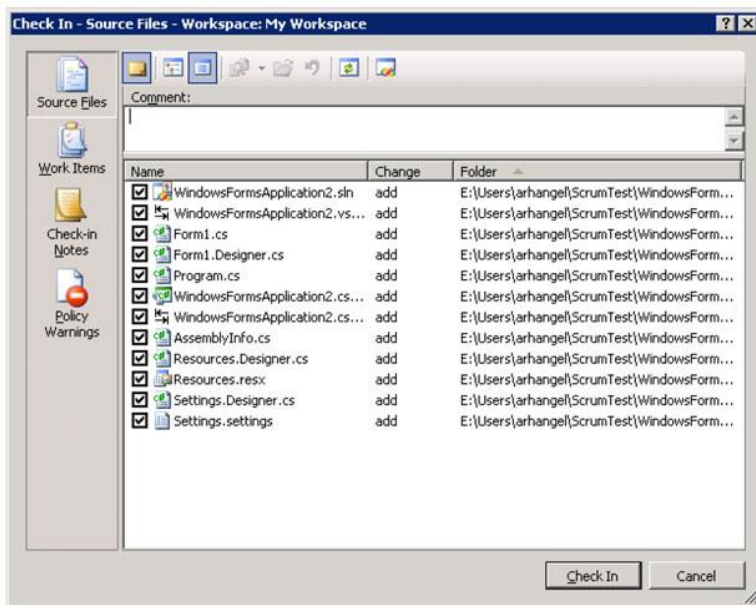 Check In - Source Files - Workspace: My Workspace
Source Files
Work Items
Check-in
Notes
Policy
Warnings
Comment:
Name Change Folder
WindowsFormsApplication2.sln add E:\Users\arhangel\ScrumTest\WindowsForm...
WindowsFormsApplication2.vs... add E:\Users\arhangel\ScrumTest\WindowsForm...
Form1.cs add E:\Users\arhangel\ScrumTest\WindowsForm...
Form1.Designer.cs add E:\Users\arhangel\ScrumTest\WindowsForm...
Program.cs add E:\Users\arhangel\ScrumTest\WindowsForm...
WindowsFormsApplication2.cs... add E:\Users\arhangel\ScrumTest\WindowsForm...
WindowsFormsApplication2.cs... add E:\Users\arhangel\ScrumTest\WindowsForm...
AssemblyInfo.cs add E:\Users\arhangel\ScrumTest\WindowsForm...
Resources.Designer.cs add E:\Users\arhangel\ScrumTest\WindowsForm...
Resources.resx add E:\Users\arhangel\ScrumTest\WindowsForm...
Settings.Designer.cs add E:\Users\arhangel\ScrumTest\WindowsForm...
Settings.settings add E:\Users\arhangel\ScrumTest\WindowsForm...
Check In Cancel